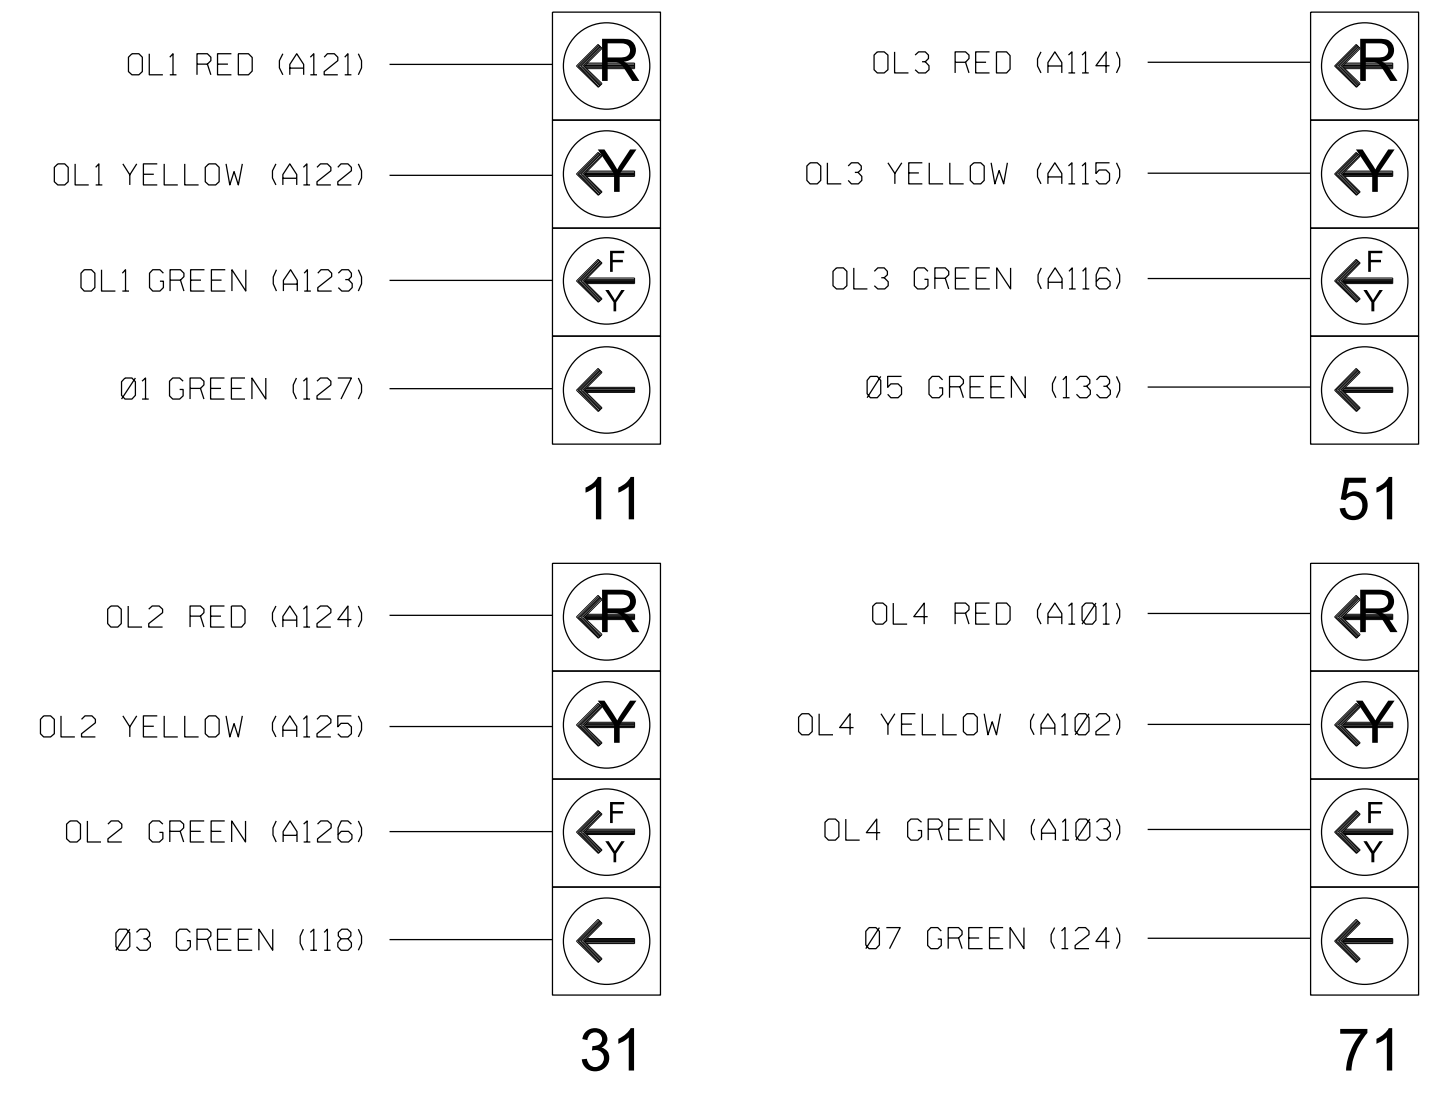 OL1 RED (A121)
R
OL1 YELLOW (A122)
Y
OL1 GREEN (A123)
F
Y
Ø1 GREEN (127)
11
OL3 RED (A114)
R
OL3 YELLOW (A115)
Y
OL3 GREEN (A116)
F
Y
Ø5 GREEN (133)
51
OL2 RED (A124)
R
OL2 YELLOW (A125)
Y
OL2 GREEN (A126)
F
Y
Ø3 GREEN (118)
31
OL4 RED (A1Ø1)
R
OL4 YELLOW (A1Ø2)
Y
OL4 GREEN (A1Ø3)
F
Y
Ø7 GREEN (124)
71